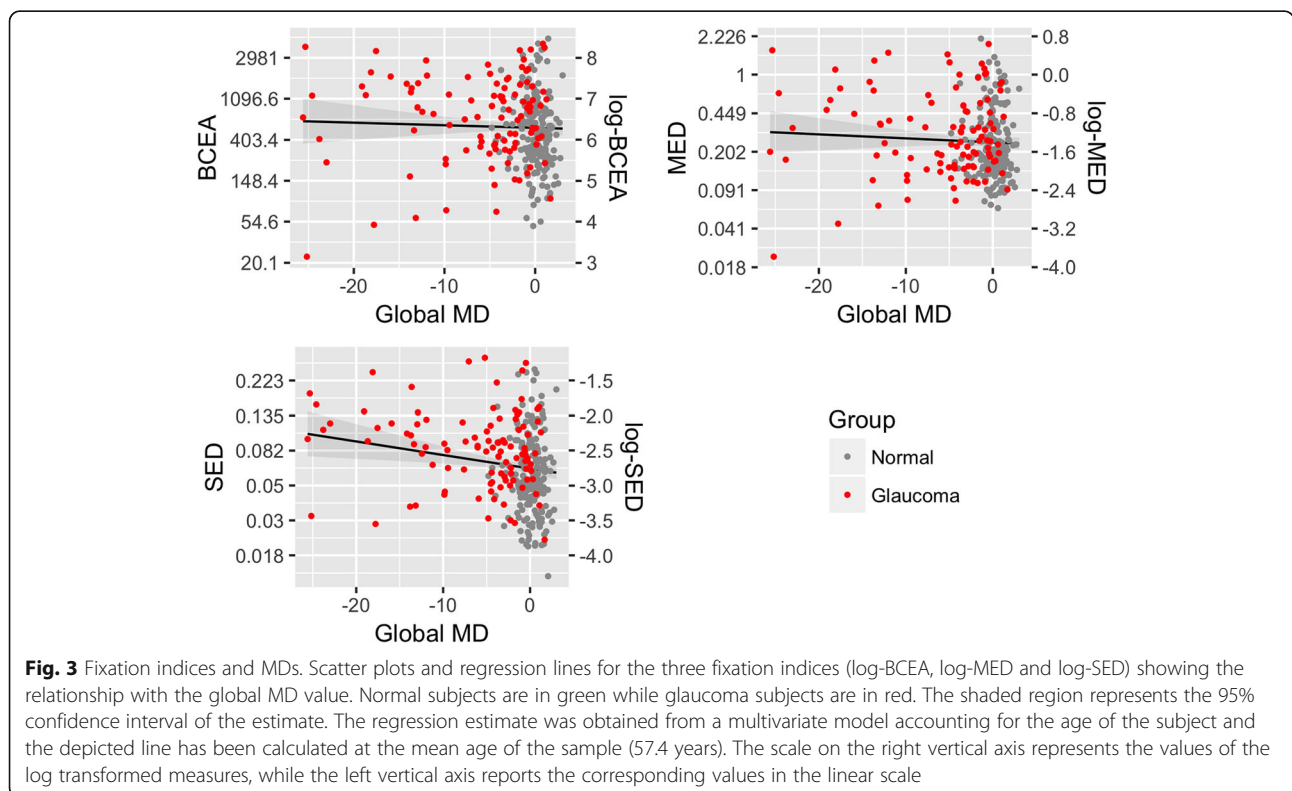 BCEA
2981
1096.6
403.4
148.4
54.6
20.1
8
7
6
5
4
3
log-BCEA
-20 -10 0
Global MD
MED
2.226
1
0.449
0.202
0.091
0.041
0.018
0.8
0.0
-0.8
-1.6
-2.4
-3.2
-4.0
log-MED
-20 -10 0
Global MD
SED
0.223
0.135
0.082
0.05
0.03
0.018
-1.5
-2.0
-2.5
-3.0
-3.5
-4.0
log-SED
-20 -10 0
Global MD
Group
Normal
Glaucoma
Fig. 3 Fixation indices and MDs. Scatter plots and regression lines for the three fixation indices (log-BCEA, log-MED and log-SED) showing the
relationship with the global MD value. Normal subjects are in green while glaucoma subjects are in red. The shaded region represents the 95%
confidence interval of the estimate. The regression estimate was obtained from a multivariate model accounting for the age of the subject and
the depicted line has been calculated at the mean age of the sample (57.4 years). The scale on the right vertical axis represents the values of the
log transformed measures, while the left vertical axis reports the corresponding values in the linear scale